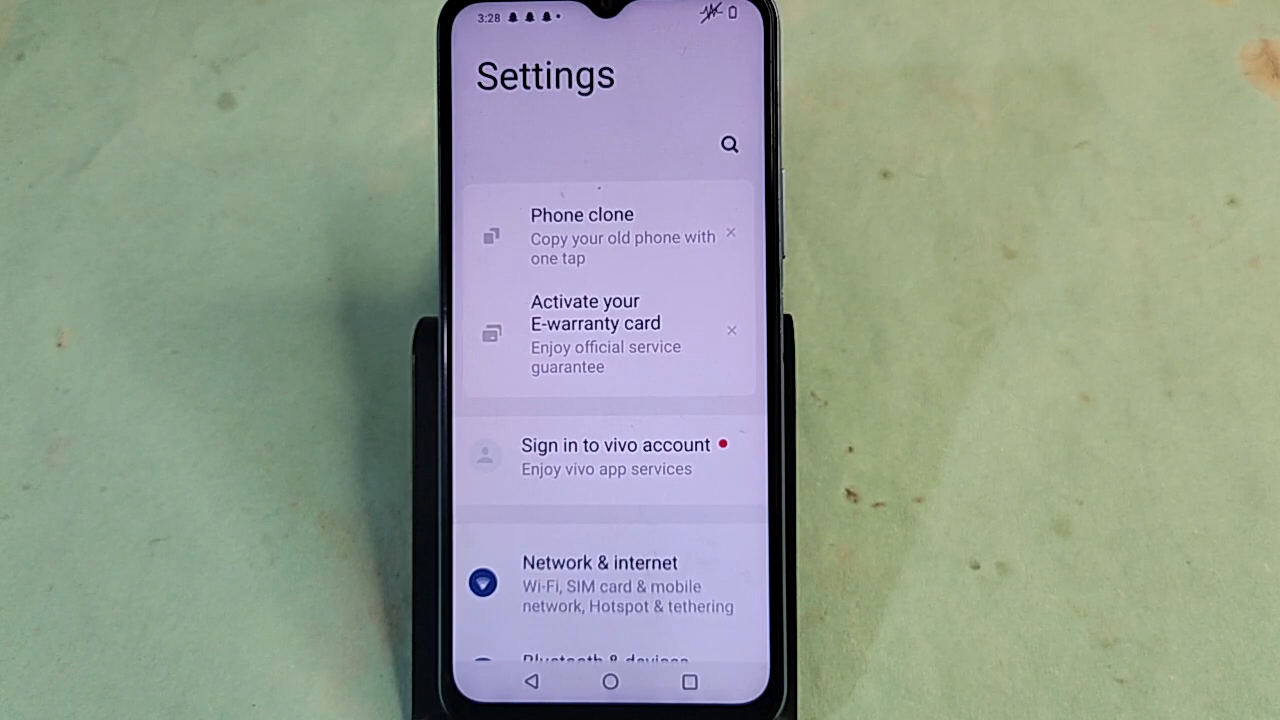 3:28
Settings
Phone clone
Copy your old phone with
one tap
Activate your
E-warranty card
Enjoy official service
guarantee
Sign in to vivo account
Enjoy vivo app services
Network & internet
Wi-Fi, SIM card & mobile
network, Hotspot & tethering
Bluetooth & devices